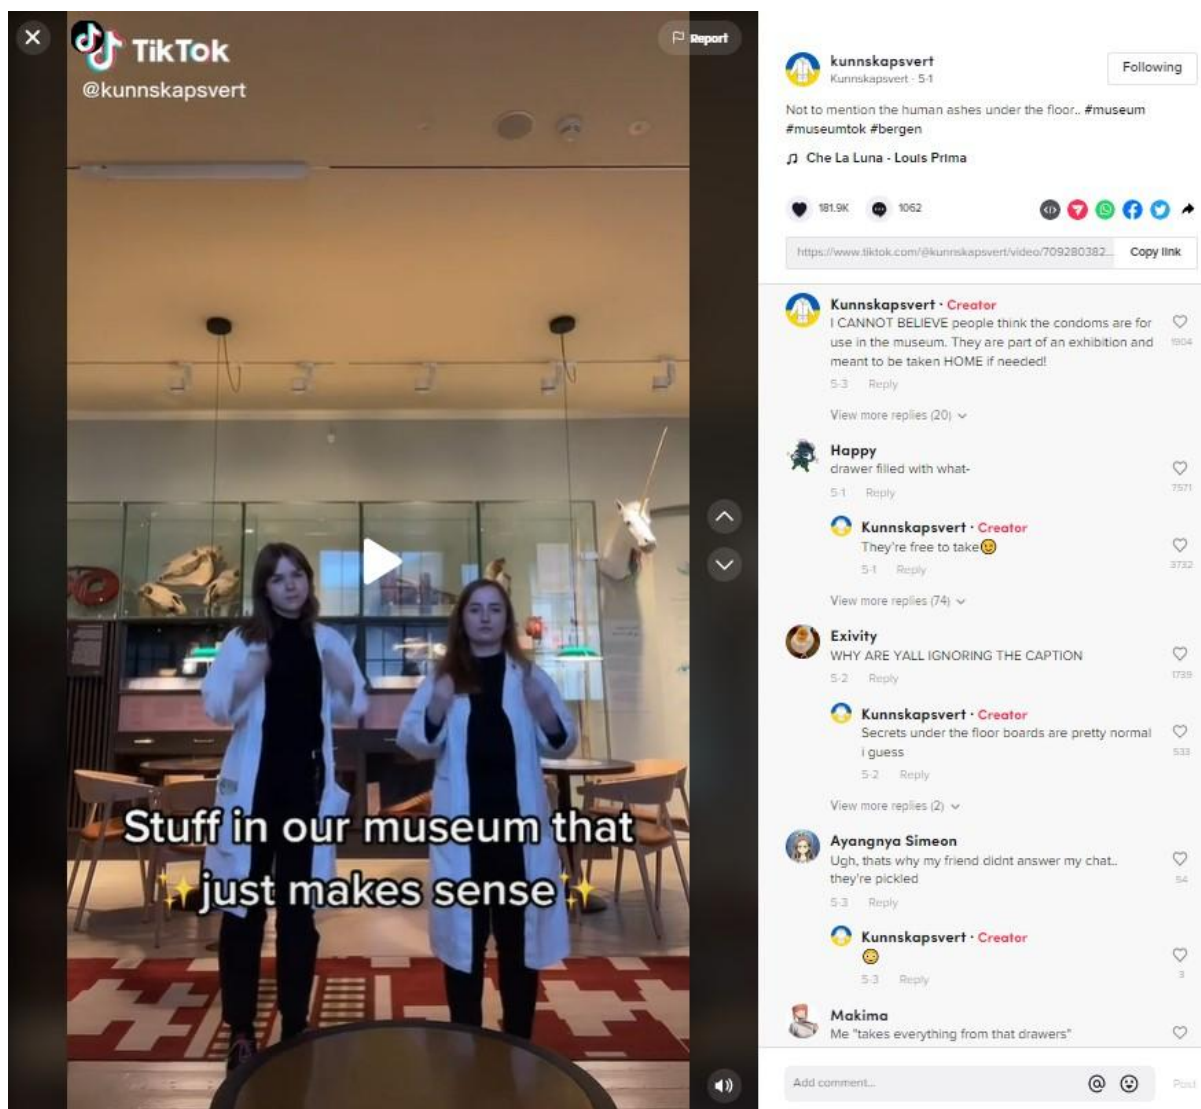 TikTok
@kunnskapsvert
Report
Stuff in our museum that
✨just makes sense✨
kunnskapsvert
Kunnskapsvert · 5-1
Following
Not to mention the human ashes under the floor.. #museum
#museumtok #bergen
Che La Luna - Louis Prima
181.9K
1062
https://www.tiktok.com/@kunnskapsvert/video/709280382...
Copy link
Kunnskapsvert · Creator
I CANNOT BELIEVE people think the condoms are for
use in the museum. They are part of an exhibition and
meant to be taken HOME if needed!
1904
5-3 Reply
View more replies (20)
Happy
drawer filled with what-
7571
5-1 Reply
Kunnskapsvert · Creator
They're free to take😉
3732
5-1 Reply
View more replies (74)
Exivity
WHY ARE YALL IGNORING THE CAPTION
1739
5-2 Reply
Kunnskapsvert · Creator
Secrets under the floor boards are pretty normal
i guess
533
5-2 Reply
View more replies (2)
Ayangnya Simeon
Ugh, thats why my friend didnt answer my chat..
they're pickled
54
5-3 Reply
Kunnskapsvert · Creator
😳
3
5-3 Reply
Makima
Me "takes everything from that drawers"
Add comment...
Post